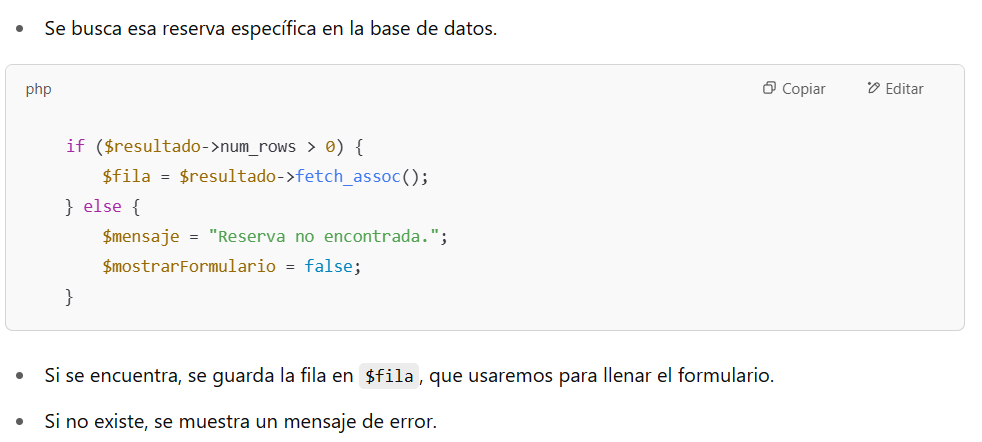 Se busca esa reserva específica en la base de datos.
php
Copiar
Editar
if ($resultado->num_rows > 0) {
    $fila = $resultado->fetch_assoc();
} else {
    $mensaje = "Reserva no encontrada.";
    $mostrarFormulario = false;
}
Si se encuentra, se guarda la fila en $fila, que usaremos para llenar el formulario.
Si no existe, se muestra un mensaje de error.